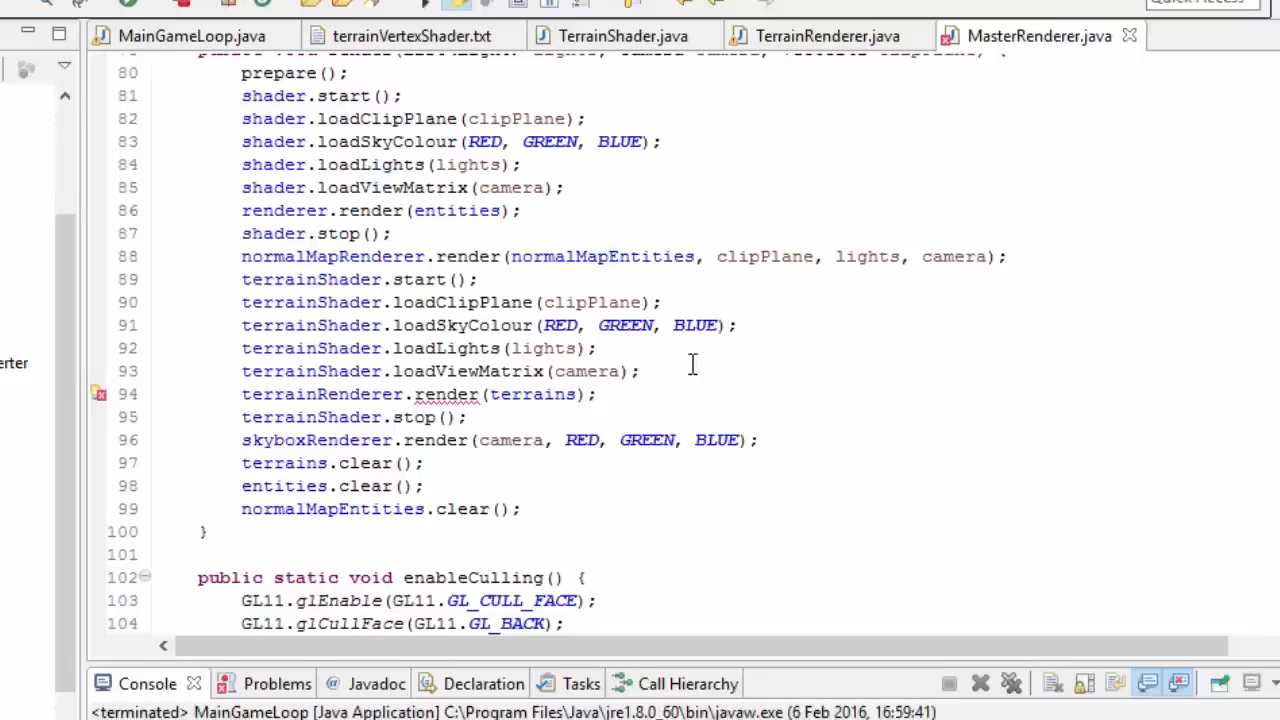 Quick Access
MainGameLoop.java
terrainVertexShader.txt
TerrainShader.java
TerrainRenderer.java
MasterRenderer.java
80 prepare();
81 shader.start();
82 shader.loadClipPlane(clipPlane);
83 shader.loadSkyColour(RED, GREEN, BLUE);
84 shader.loadLights(lights);
85 shader.loadViewMatrix(camera);
86 renderer.render(entities);
87 shader.stop();
88 normalMapRenderer.render(normalMapEntities, clipPlane, lights, camera);
89 terrainShader.start();
90 terrainShader.loadClipPlane(clipPlane);
91 terrainShader.loadSkyColour(RED, GREEN, BLUE);
92 terrainShader.loadLights(lights);
93 terrainShader.loadViewMatrix(camera);
94 terrainRenderer.render(terrains);
95 terrainShader.stop();
96 skyboxRenderer.render(camera, RED, GREEN, BLUE);
97 terrains.clear();
98 entities.clear();
99 normalMapEntities.clear();
100 }
101
102 public static void enableCulling() {
103 GL11.glEnable(GL11.GL_CULL_FACE);
104 GL11.glCullFace(GL11.GL_BACK);
erter
Console
Problems
@ Javadoc
Declaration
Tasks
Call Hierarchy
<terminated> MainGameLoop [Java Application] C:\Program Files\Java\jre1.8.0_60\bin\javaw.exe (6 Feb 2016, 16:59:41)